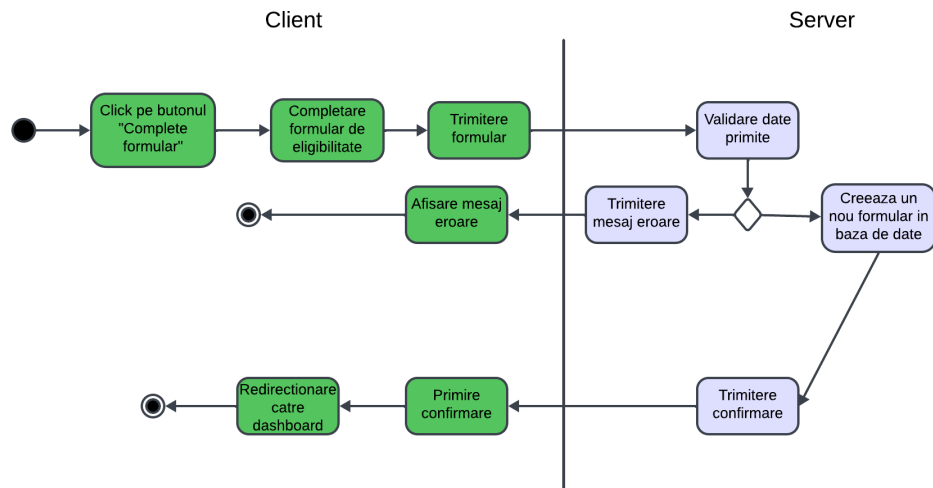 Client
Server
Click pe butonul
"Complete
formular"
Completare
formular de
eligibilitate
Trimitere
formular
Validare date
primite
Afisare mesaj
eroare
Trimitere
mesaj eroare
Creeaza un
nou formular in
baza de date
Redirectionare
catre
dashboard
Primire
confirmare
Trimitere
confirmare